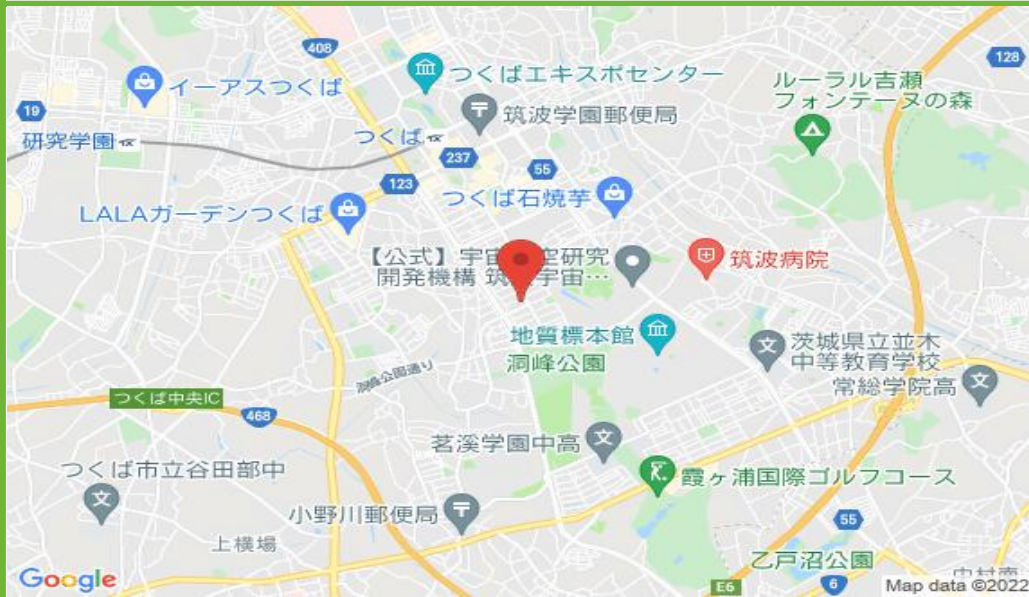 408
128
つくばエキスポセンター
イーアスつくば
ルーラル吉瀬
フォンテーヌの森
19
筑波学園郵便局
研究学園
つくば
237
55
123
つくば石焼芋
LALAガーデンつくば
【公式】宇宙
空研究
開発機構 筑
宇宙…
筑波病院
地質標本館
茨城県立並木
中等教育学校
洞峰公園
洞峰公園通り
常総学院高
つくば中央IC
468
茗溪学園中高
つくば市立谷田部中
霞ヶ浦国際ゴルフコース
小野川郵便局
55
上横場
乙戸沼公園
Google
E6
6
Map data ©2022